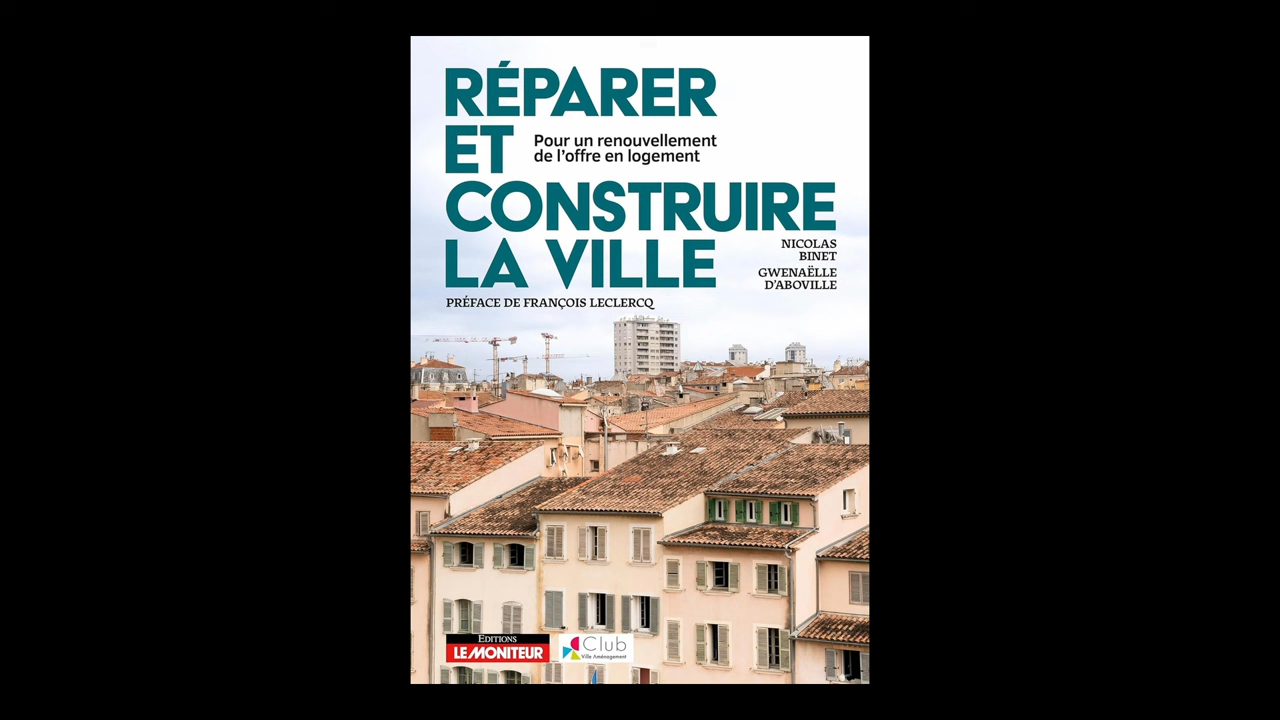 RÉPARER
ET
Pour un renouvellement
de l'offre en logement
CONSTRUIRE
LA VILLE
NICOLAS
BINET
GWENAËLLE
D'ABOVILLE
PRÉFACE DE FRANÇOIS LECLERCQ
EDITIONS
LE MONITEUR
Club
Ville Aménagement